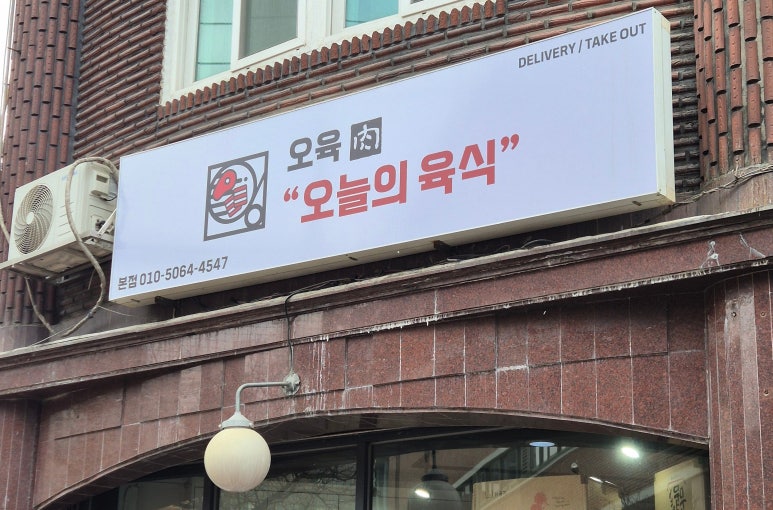 DELIVERY / TAKE OUT
오육 肉
“오늘의 육식”
본점 010-5064-4547